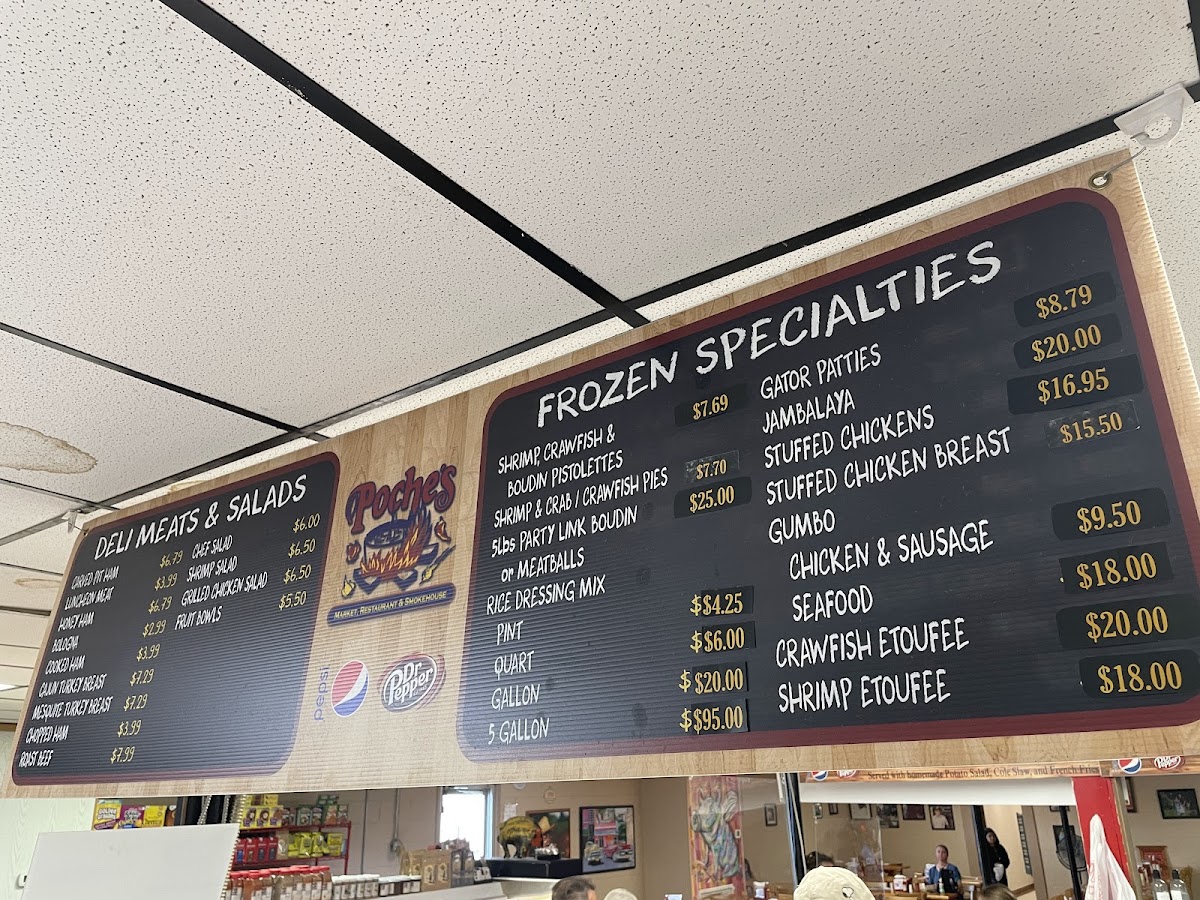 DELI MEATS & SALADS
CARVED PIT HAM $6.79
LUNCHEON MEAT $3.99
HONEY HAM $6.79
BOLOGNA $2.99
COOKED HAM $3.99
CAJUN TURKEY BREAST $7.29
MESQUITE TURKEY BREAST $7.29
CHOPPED HAM $3.99
ROAST BEEF $7.99
CHEF SALAD $6.00
SHRIMP SALAD $6.50
GRILLED CHICKEN SALAD $6.50
FRUIT BOWLS $5.50
Poche's
MARKET, RESTAURANT & SMOKEHOUSE
pepsi
Dr Pepper
FROZEN SPECIALTIES
SHRIMP, CRAWFISH & $7.69
BOUDIN PISTOLETTES
SHRIMP & CRAB / CRAWFISH PIES $7.70
5Lbs PARTY LINK BOUDIN $25.00
or MEATBALLS
RICE DRESSING MIX
PINT $$4.25
QUART $$6.00
GALLON $$20.00
5 GALLON $$95.00
GATOR PATTIES $8.79
JAMBALAYA $20.00
STUFFED CHICKENS $16.95
STUFFED CHICKEN BREAST $15.50
GUMBO
CHICKEN & SAUSAGE $9.50
SEAFOOD $18.00
CRAWFISH ETOUFEE $20.00
SHRIMP ETOUFEE $18.00
Served with homemade Potato Salad, Cole Slaw, and French Fries